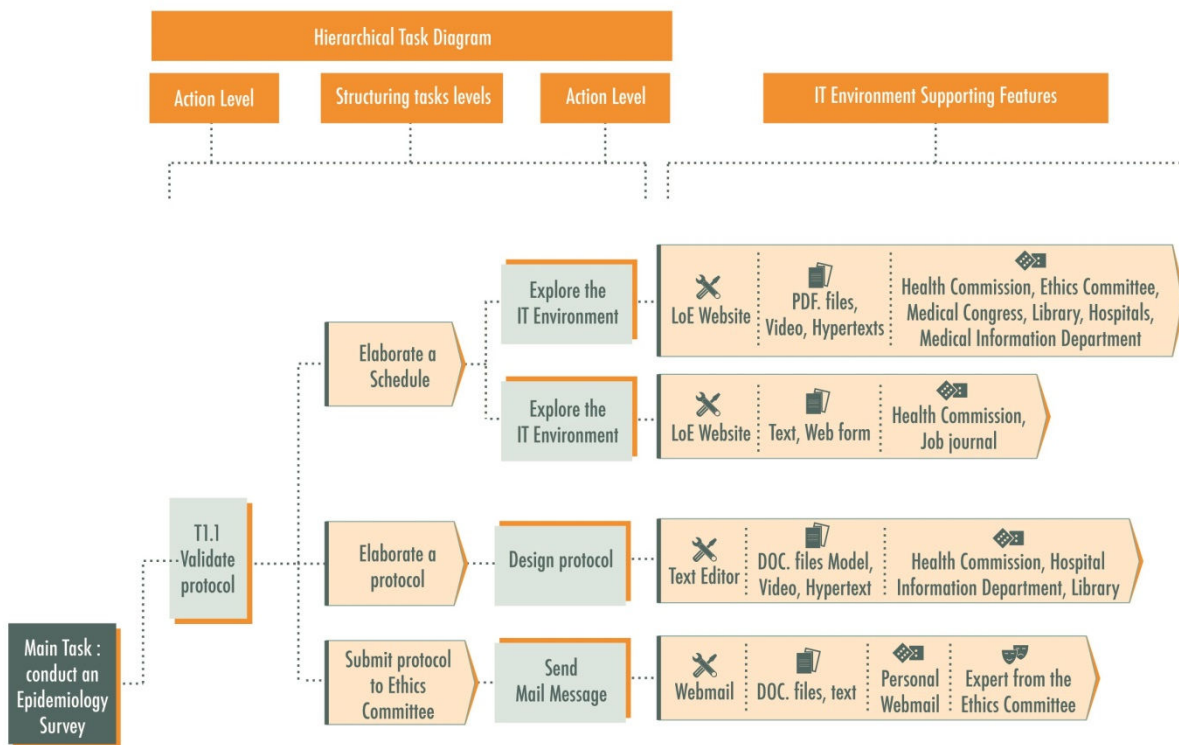 Hierarchical Task Diagram
Action Level
Structuring tasks levels
Action Level
IT Environment Supporting Features
Explore the
IT Environment
LoE Website
PDF. files,
Video, Hypertexts
Health Commission, Ethics Committee,
Medical Congress, Library, Hospitals,
Medical Information Department
Elaborate a
Schedule
Explore the
IT Environment
LoE Website
Text, Web form
Health Commission,
Job journal
T1.1
Validate
protocol
Elaborate a
protocol
Design protocol
Text Editor
DOC. files Model,
Video, Hypertext
Health Commission, Hospital
Information Department, Library
Main Task :
conduct an
Epidemiology
Survey
Submit protocol
to Ethics
Committee
Send
Mail Message
Webmail
DOC. files, text
Personal
Webmail
Expert from the
Ethics Committee